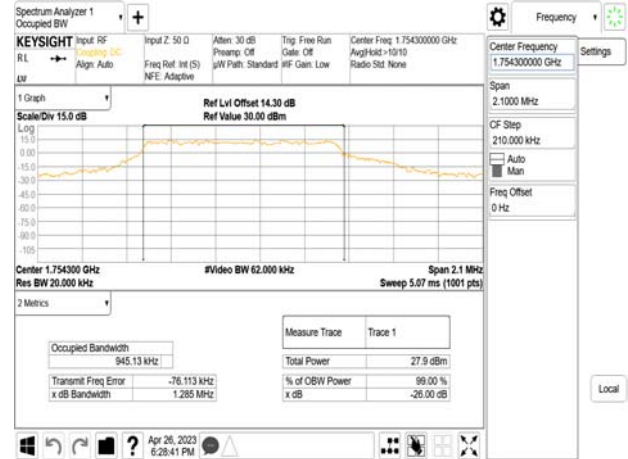 Spectrum Analyzer 1
Occupied BW
Frequency
KEYSIGHT
RL
Input: RF
Coupling: DC
Align: Auto
Input Z: 50 Ω
Freq Ref: Int (S)
NFE: Adaptive
Atten: 30 dB
Preamp: Off
µW Path: Standard
Trig: Free Run
Gate: Off
#IF Gain: Low
Center Freq: 1.754300000 GHz
Avg|Hold:>10/10
Radio Std: None
Center Frequency
1.754300000 GHz
Settings
Span
2.1000 MHz
CF Step
210.000 kHz
Auto
Man
Freq Offset
0 Hz
Local
1 Graph
Scale/Div 15.0 dB
Ref Lvl Offset 14.30 dB
Ref Value 30.00 dBm
Log
15.0
0.00
-15.0
-30.0
-45.0
-60.0
-75.0
-90.0
-105
Center 1.754300 GHz
Res BW 20.000 kHz
#Video BW 62.000 kHz
Span 2.1 MHz
Sweep 5.07 ms (1001 pts)
2 Metrics
Measure Trace
Trace 1
Occupied Bandwidth
945.13 kHz
Total Power
27.9 dBm
Transmit Freq Error
-76.113 kHz
% of OBW Power
99.00 %
x dB Bandwidth
1.285 MHz
x dB
-26.00 dB
Apr 26, 2023
6:28:41 PM